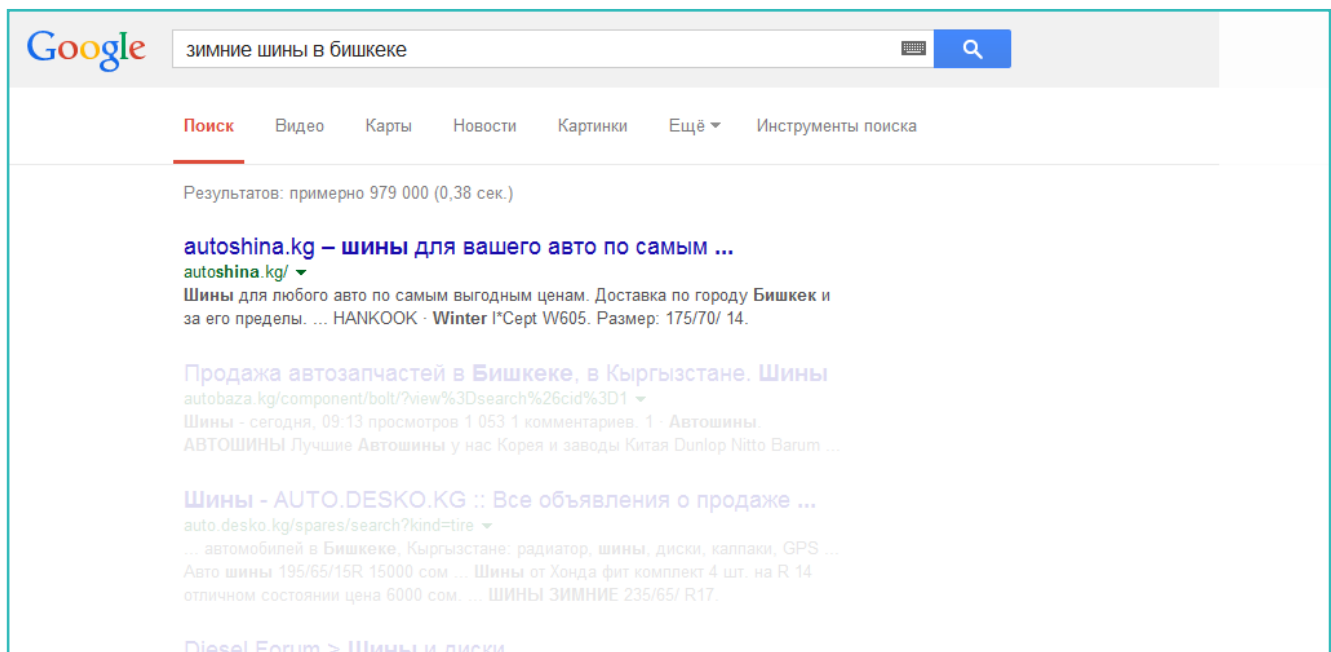 Google
зимние шины в бишкеке
Поиск Видео Карты Новости Картинки Ещё Инструменты поиска
Результатов: примерно 979 000 (0,38 сек.)
autoshina.kg – шины для вашего авто по самым ...
autoshina.kg/
Шины для любого авто по самым выгодным ценам. Доставка по городу Бишкек и
за его пределы. ... HANKOOK · Winter I*Cept W605. Размер: 175/70/ 14.
Продажа автозапчастей в Бишкеке, в Кыргызстане. Шины
autobaza.kg/component/bolt/?view%3Dsearch%26cid%3D1
Шины - сегодня, 09:13 просмотров 1 053 1 комментариев. 1 · Автошины.
АВТОШИНЫ Лучшие Автошины у нас Корея и заводы Китая Dunlop Nitto Barum ...
Шины - AUTO.DESKO.KG :: Все объявления о продаже ...
auto.desko.kg/spares/search?kind=tire
... автомобилей в Бишкеке, Кыргызстане: радиатор, шины, диски, каплаки, GPS ...
Авто шины 195/65/15R 15000 сом ... Шины от Хонда фит комплект 4 шт. на R 14
отличном состоянии цена 6000 сом. ... ШИНЫ ЗИМНИЕ 235/65/ R17.
Diesel Forum > Шины и диски